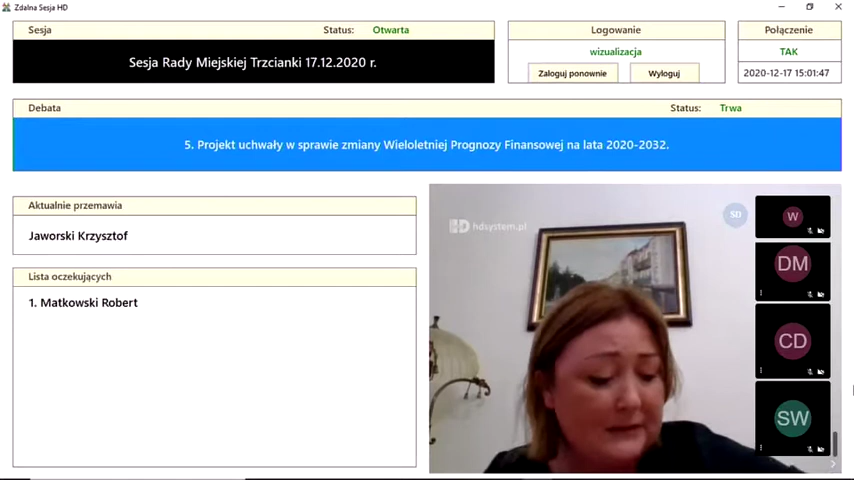 Zdalna Sesja HD
Sesja
Status: Otwarta
Sesja Rady Miejskiej Trzcianki 17.12.2020 r.
Logowanie
wizualizacja
Zaloguj ponownie
Wyloguj
Połączenie
TAK
2020-12-17 15:01:47
Debata
Status: Trwa
5. Projekt uchwały w sprawie zmiany Wieloletniej Prognozy Finansowej na lata 2020-2032.
Aktualnie przemawia
Jaworski Krzysztof
Lista oczekujących
1. Matkowski Robert
HD hdsystem.pl
SD
W
DM
CD
SW